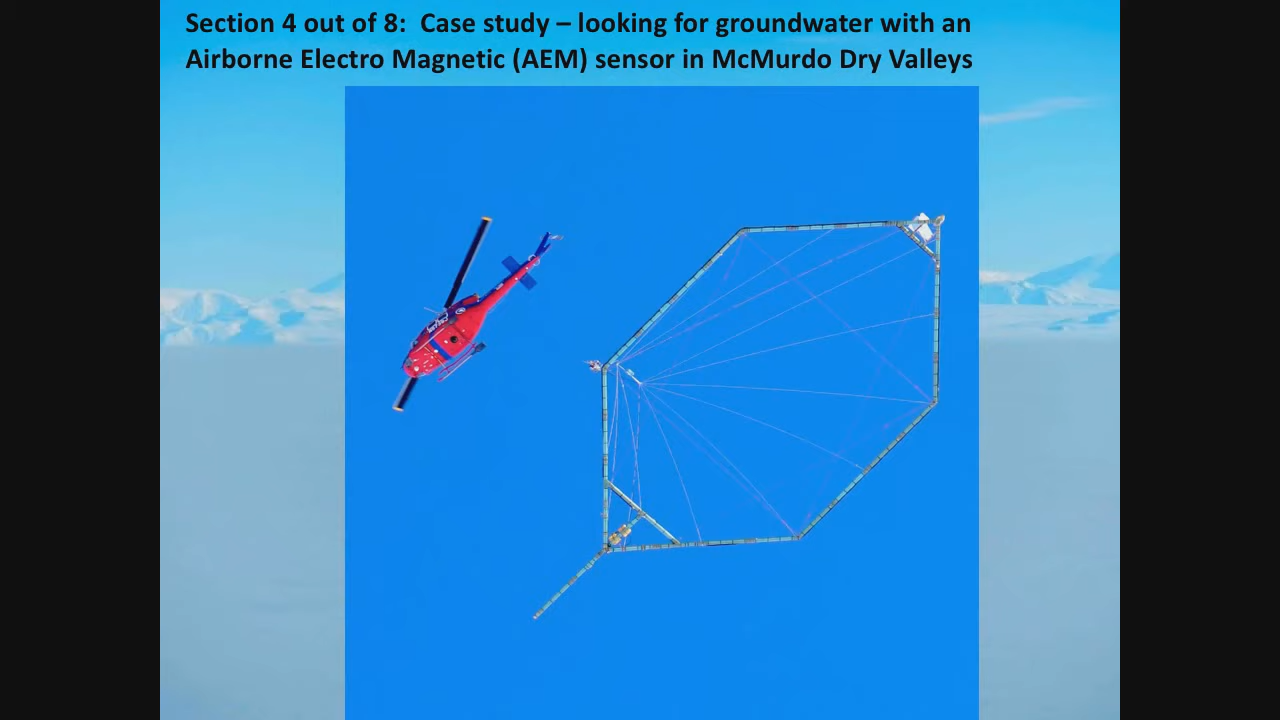 Section 4 out of 8:  Case study – looking for groundwater with an
Airborne Electro Magnetic (AEM) sensor in McMurdo Dry Valleys